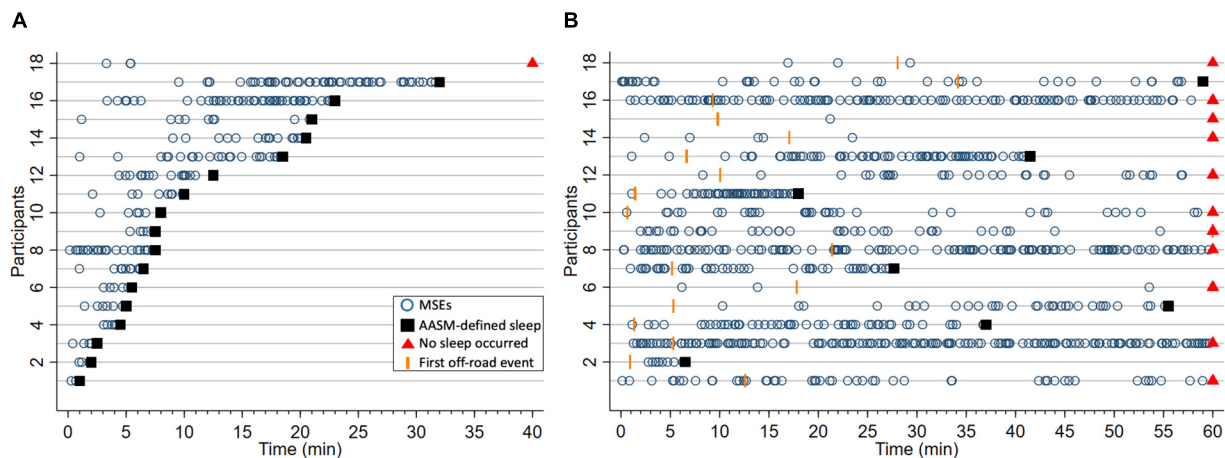 A
B
Participants
18
16
14
12
10
8
6
4
2
MSEs
AASM-defined sleep
No sleep occurred
First off-road event
0 5 10 15 20 25 30 35 40
Time (min)
Participants
18
16
14
12
10
8
6
4
2
0 5 10 15 20 25 30 35 40 45 50 55 60
Time (min)